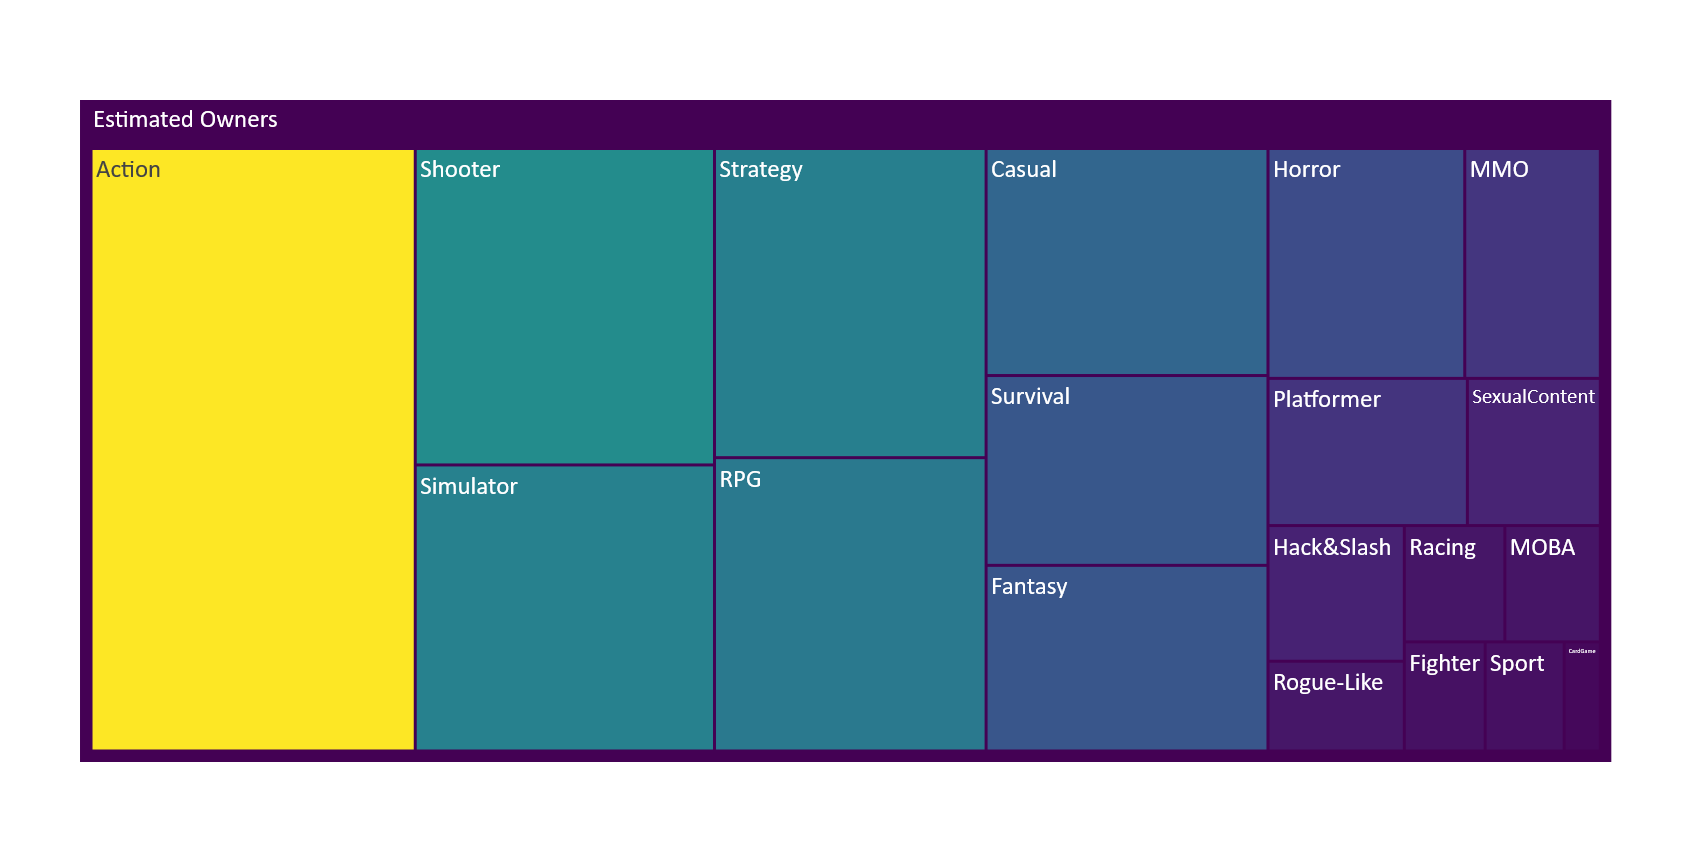 Estimated Owners
Action
Shooter
Strategy
Casual
Horror
MMO
Survival
Platformer
SexualContent
Simulator
RPG
Fantasy
Hack&Slash
Racing
MOBA
Rogue-Like
Fighter
Sport
CardGame